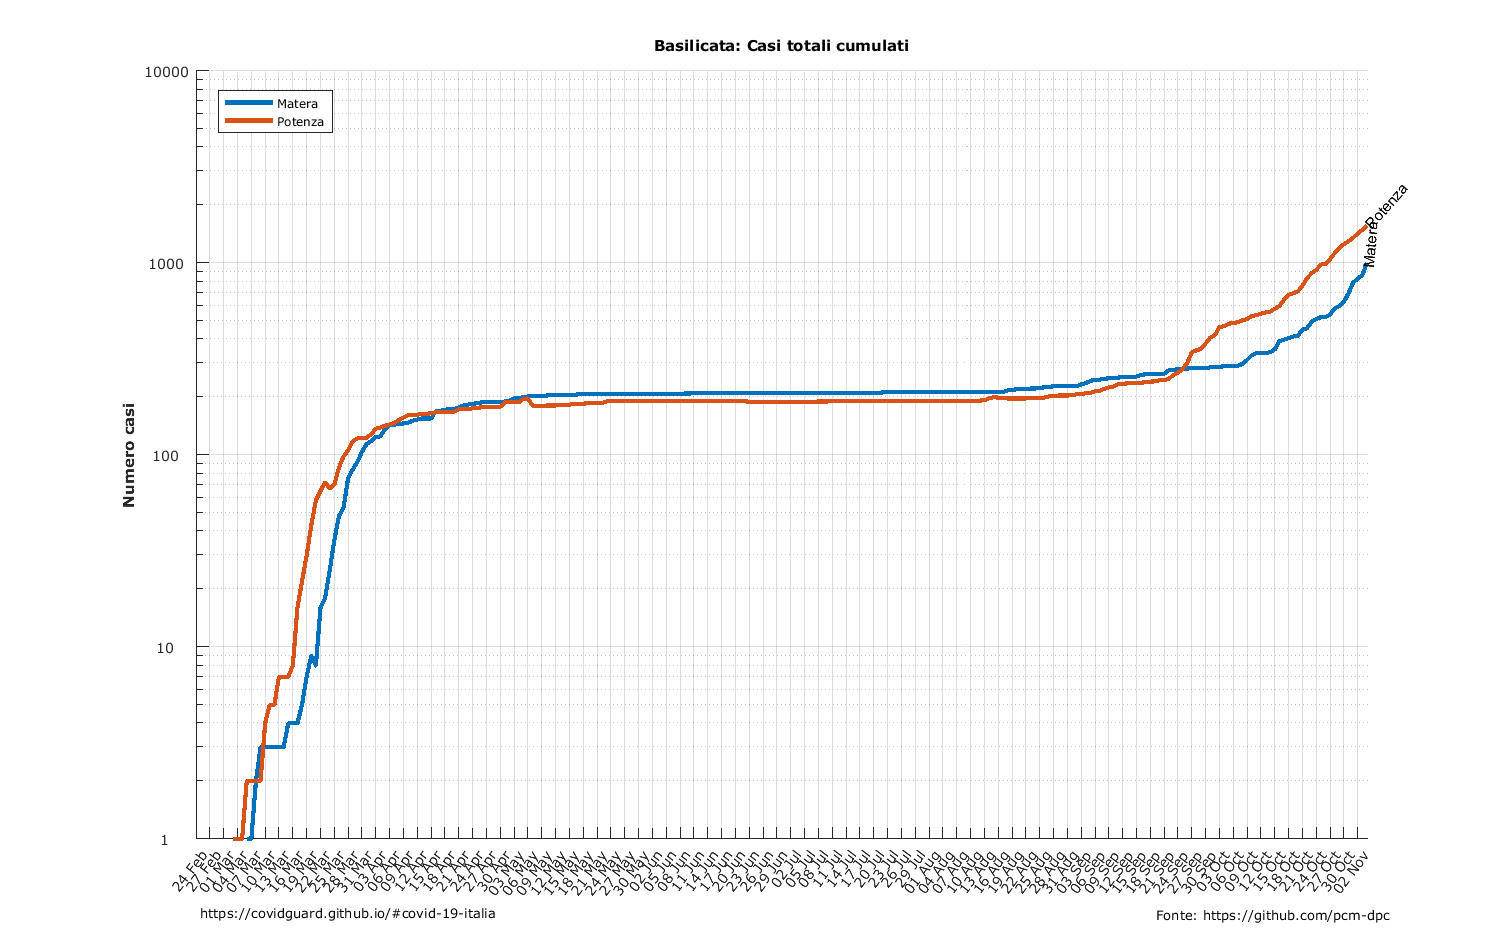 Basilicata: Casi totali cumulati
10000
1000
100
10
1
Numero casi
Matera
Potenza
Potenza
Matera
24 Feb
27 Feb
01 Mar
04 Mar
07 Mar
10 Mar
13 Mar
16 Mar
19 Mar
22 Mar
25 Mar
28 Mar
31 Mar
03 Apr
06 Apr
09 Apr
12 Apr
15 Apr
18 Apr
21 Apr
24 Apr
27 Apr
30 Apr
03 May
06 May
09 May
12 May
15 May
18 May
21 May
24 May
27 May
30 May
02 Jun
05 Jun
08 Jun
11 Jun
14 Jun
17 Jun
20 Jun
23 Jun
26 Jun
29 Jun
02 Jul
05 Jul
08 Jul
11 Jul
14 Jul
17 Jul
20 Jul
23 Jul
26 Jul
29 Jul
01 Aug
04 Aug
07 Aug
10 Aug
13 Aug
16 Aug
19 Aug
22 Aug
25 Aug
28 Aug
31 Aug
03 Sep
06 Sep
09 Sep
12 Sep
15 Sep
18 Sep
21 Sep
24 Sep
27 Sep
30 Sep
03 Oct
06 Oct
09 Oct
12 Oct
15 Oct
18 Oct
21 Oct
24 Oct
27 Oct
30 Oct
02 Nov
https://covidguard.github.io/#covid-19-italia
Fonte: https://github.com/pcm-dpc